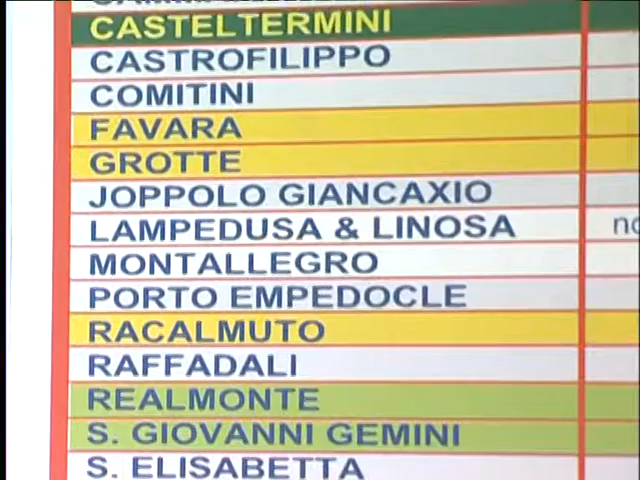 CASTELTERMINI
CASTROFILIPPO
COMITINI
FAVARA
GROTTE
JOPPOLO GIANCAXIO
LAMPEDUSA & LINOSA
MONTALLEGRO
PORTO EMPEDOCLE
RACALMUTO
RAFFADALI
REALMONTE
S. GIOVANNI GEMINI
S. ELISABETTA